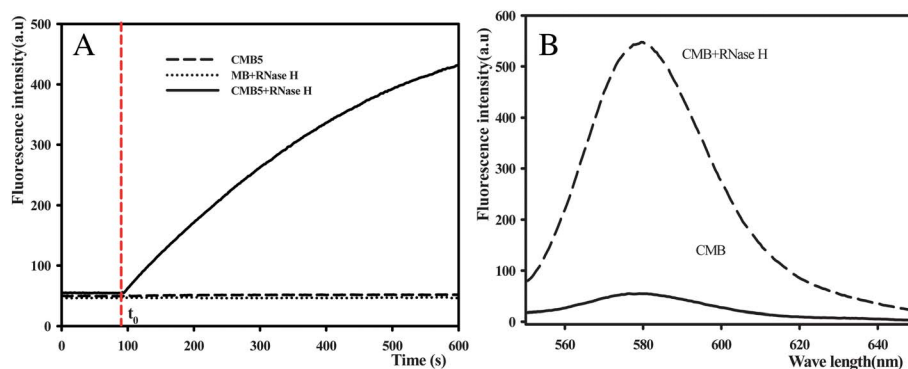 A
Fluorescence intensity(a.u)
500
400
300
200
100
0
CMB5
MB+RNase H
CMB5+RNase H
t0
0 100 200 300 400 500 600
Time (s)
B
Fluorescence intensity(a.u)
600
500
400
300
200
100
0
CMB+RNase H
CMB
560 580 600 620 640
Wave length(nm)